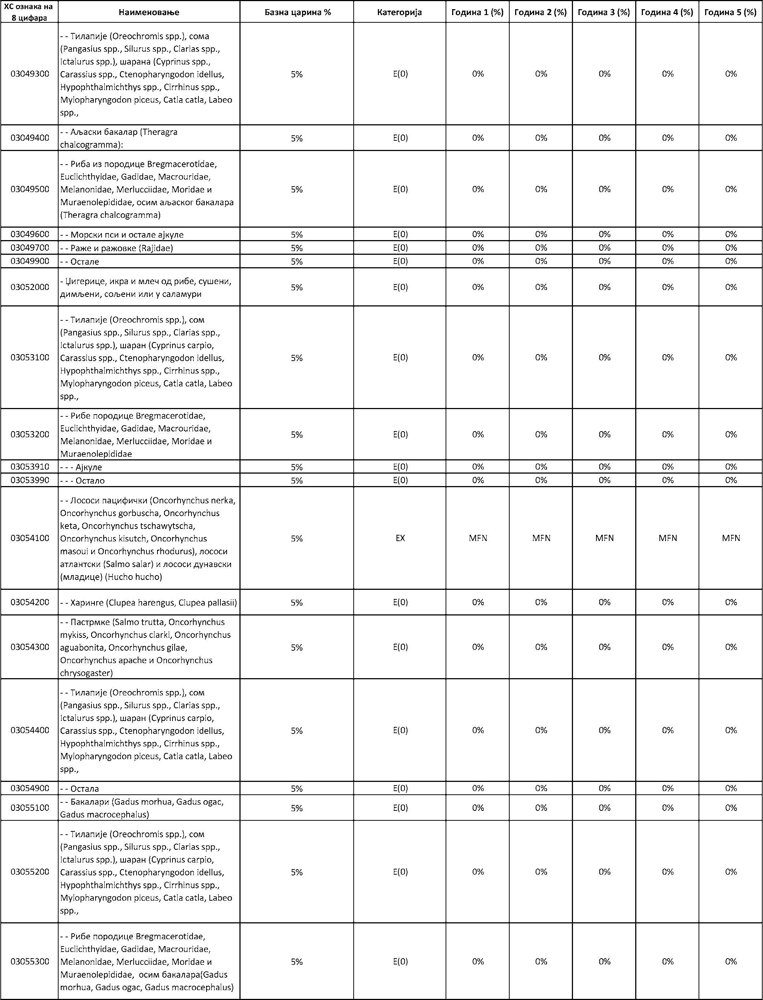 ХС ознака на
8 цифара
Наименовање
Базна царина %
Категорија
Година 1 (%)
Година 2 (%)
Година 3 (%)
Година 4 (%)
Година 5 (%)
03049300
- - Тилапије (Oreochromis spp.), сома
(Pangasius spp., Silurus spp., Clarias spp.,
Ictalurus spp.), шарана (Cyprinus spp.,
Carassius spp., Ctenopharyngodon idellus,
Hypophthalmichthys spp., Cirrhinus spp.,
Mylopharyngodon piceus, Catla catla, Labeo
spp.,
5% E(0) 0% 0% 0% 0% 0%
03049400
- - Аљаски бакалар (Theragra
chalcogramma):
5% E(0) 0% 0% 0% 0% 0%
03049500
- - Риба из породице Bregmacerotidae,
Euclichthyidae, Gadidae, Macrouridae,
Melanonidae, Merlucciidae, Moridae и
Muraenolepididae, осим аљаског бакалара
(Theragra chalcogramma)
5% E(0) 0% 0% 0% 0% 0%
03049600 - - Морски пси и остале ајкуле 5% E(0) 0% 0% 0% 0% 0%
03049700 - - Раже и ражовке (Rajidae) 5% E(0) 0% 0% 0% 0% 0%
03049900 - - Остале 5% E(0) 0% 0% 0% 0% 0%
03052000
- Џигерице, икра и млеч од рибе, сушени,
димљени, сољени или у саламури
5% E(0) 0% 0% 0% 0% 0%
03053100
- - Тилапије (Oreochromis spp.), сом
(Pangasius spp., Silurus spp., Clarias spp.,
Ictalurus spp.), шаран (Cyprinus carpio,
Carassius spp., Ctenopharyngodon idellus,
Hypophthalmichthys spp., Cirrhinus spp.,
Mylopharyngodon piceus, Catla catla, Labeo
spp.,
5% E(0) 0% 0% 0% 0% 0%
03053200
- - Рибе породице Bregmacerotidae,
Euclichthyidae, Gadidae, Macrouridae,
Melanonidae, Merlucciidae, Moridae и
Muraenolepididae
5% E(0) 0% 0% 0% 0% 0%
03053910 - - - Ајкуле 5% E(0) 0% 0% 0% 0% 0%
03053990 - - - Остало 5% E(0) 0% 0% 0% 0% 0%
03054100
- - Лососи пацифички (Oncorhynchus nerka,
Oncorhynchus gorbuscha, Oncorhynchus
keta, Oncorhynchus tschawytscha,
Oncorhynchus kisutch, Oncorhynchus
masoui и Oncorhynchus rhodurus), лососи
атлантски (Salmo salar) и лососи дунавски
(младице) (Hucho hucho)
5% EX MFN MFN MFN MFN MFN
03054200 - - Харинге (Clupea harengus, Clupea pallasii) 5% E(0) 0% 0% 0% 0% 0%
03054300
- - Пастрмке (Salmo trutta, Oncorhynchus
mykiss, Oncorhynchus clarki, Oncorhynchus
aguabonita, Oncorhynchus gilae,
Oncorhynchus apache и Oncorhynchus
chrysogaster)
5% E(0) 0% 0% 0% 0% 0%
03054400
- - Тилапије (Oreochromis spp.), сом
(Pangasius spp., Silurus spp., Clarias spp.,
Ictalurus spp.), шаран (Cyprinus carpio,
Carassius spp., Ctenopharyngodon idellus,
Hypophthalmichthys spp., Cirrhinus spp.,
Mylopharyngodon piceus, Catla catla, Labeo
spp.,
5% E(0) 0% 0% 0% 0% 0%
03054900 - - Остала 5% E(0) 0% 0% 0% 0% 0%
03055100
- - Бакалари (Gadus morhua, Gadus ogac,
Gadus macrocephalus)
5% E(0) 0% 0% 0% 0% 0%
03055200
- - Тилапије (Oreochromis spp.), сом
(Pangasius spp., Silurus spp., Clarias spp.,
Ictalurus spp.), шаран (Cyprinus carpio,
Carassius spp., Ctenopharyngodon idellus,
Hypophthalmichthys spp., Cirrhinus spp.,
Mylopharyngodon piceus, Catla catla, Labeo
spp.,
5% E(0) 0% 0% 0% 0% 0%
03055300
- - Рибе породице Bregmacerotidae,
Euclichthyidae, Gadidae, Macrouridae,
Melanonidae, Merlucciidae, Moridae и
Muraenolepididae,  осим бакалара(Gadus
morhua, Gadus ogac, Gadus macrocephalus)
5% E(0) 0% 0% 0% 0% 0%